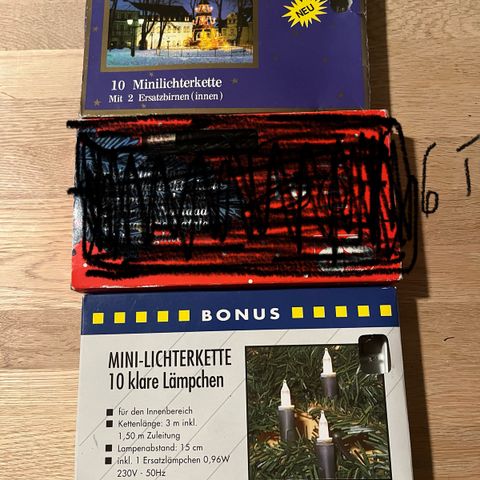 NEU
10 Minilichterkette
Mit 2 Ersatzbirnen (innen)
BONUS
MINI-LICHTERKETTE
10 klare Lämpchen
für den Innenbereich
Kettenlänge: 3 m inkl.
1,50 m Zuleitung
Lampenabstand: 15 cm
inkl. 1 Ersatzlämpchen 0,96W
230V - 50Hz